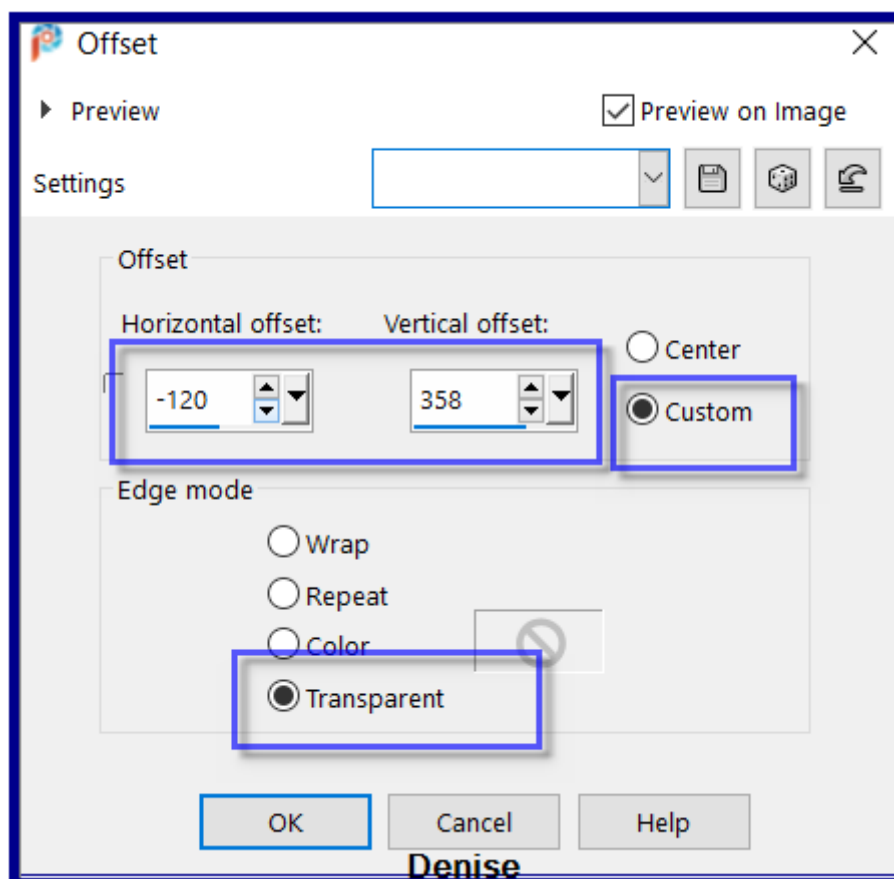 Offset
Preview
Preview on Image
Settings
Offset
Horizontal offset:
Vertical offset:
Center
-120
358
Custom
Edge mode
Wrap
Repeat
Color
Transparent
OK
Cancel
Help
Denise